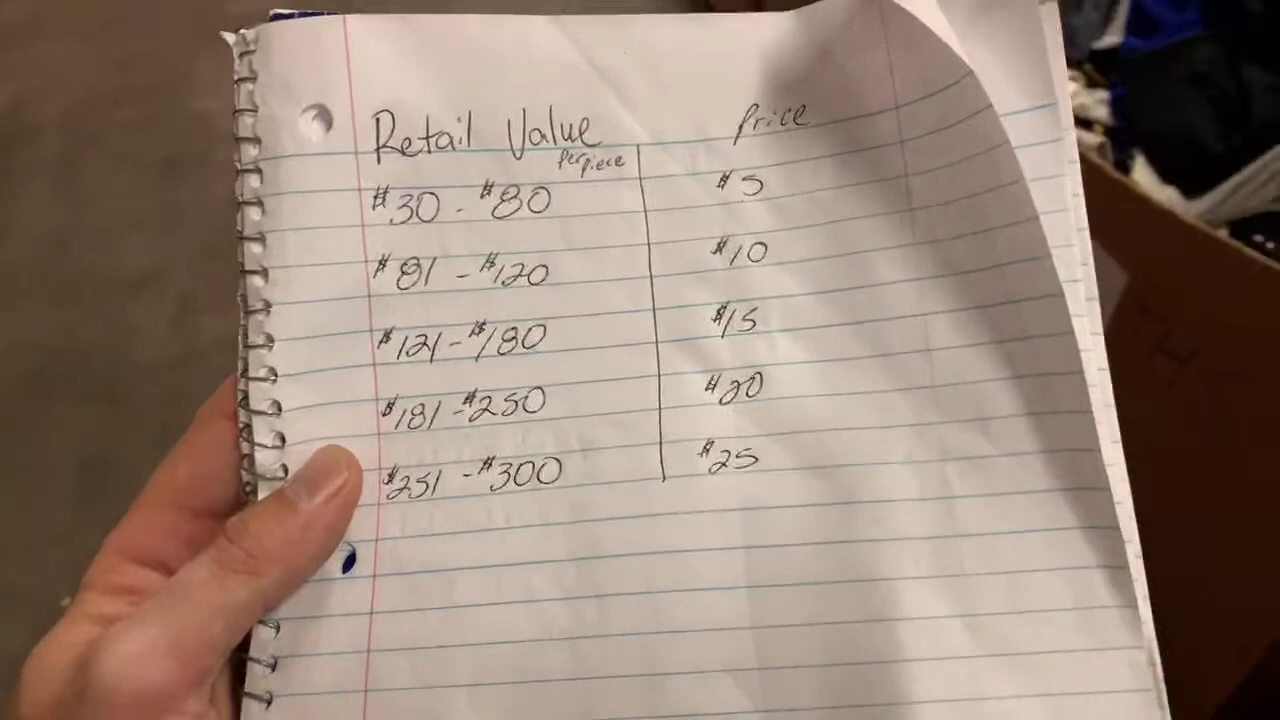 Retail Value Price
per piece
$30 - $80 $5
$81 - $120 $10
$121 - $180 $15
$181 - $250 $20
$251 - $300 $25